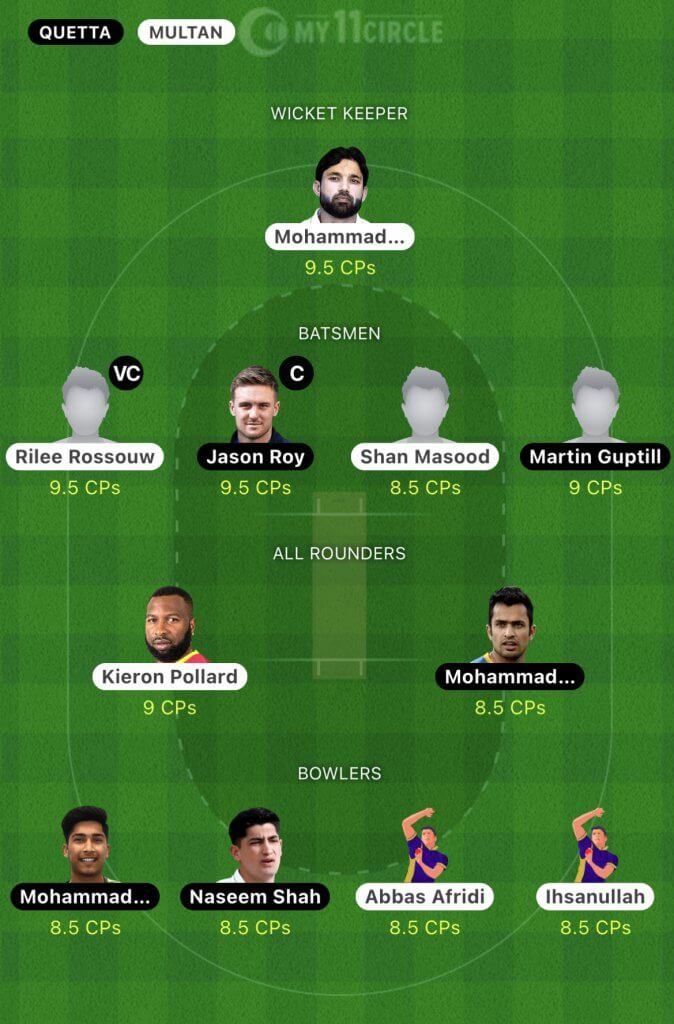 QUETTA MULTAN MY11CIRCLE
WICKET KEEPER
Mohammad...
9.5 CPs
BATSMEN
VC C
Rilee Rossouw Jason Roy Shan Masood Martin Guptill
9.5 CPs 9.5 CPs 8.5 CPs 9 CPs
ALL ROUNDERS
Kieron Pollard Mohammad...
9 CPs 8.5 CPs
BOWLERS
Mohammad... Naseem Shah Abbas Afridi Ihsanullah
8.5 CPs 8.5 CPs 8.5 CPs 8.5 CPs